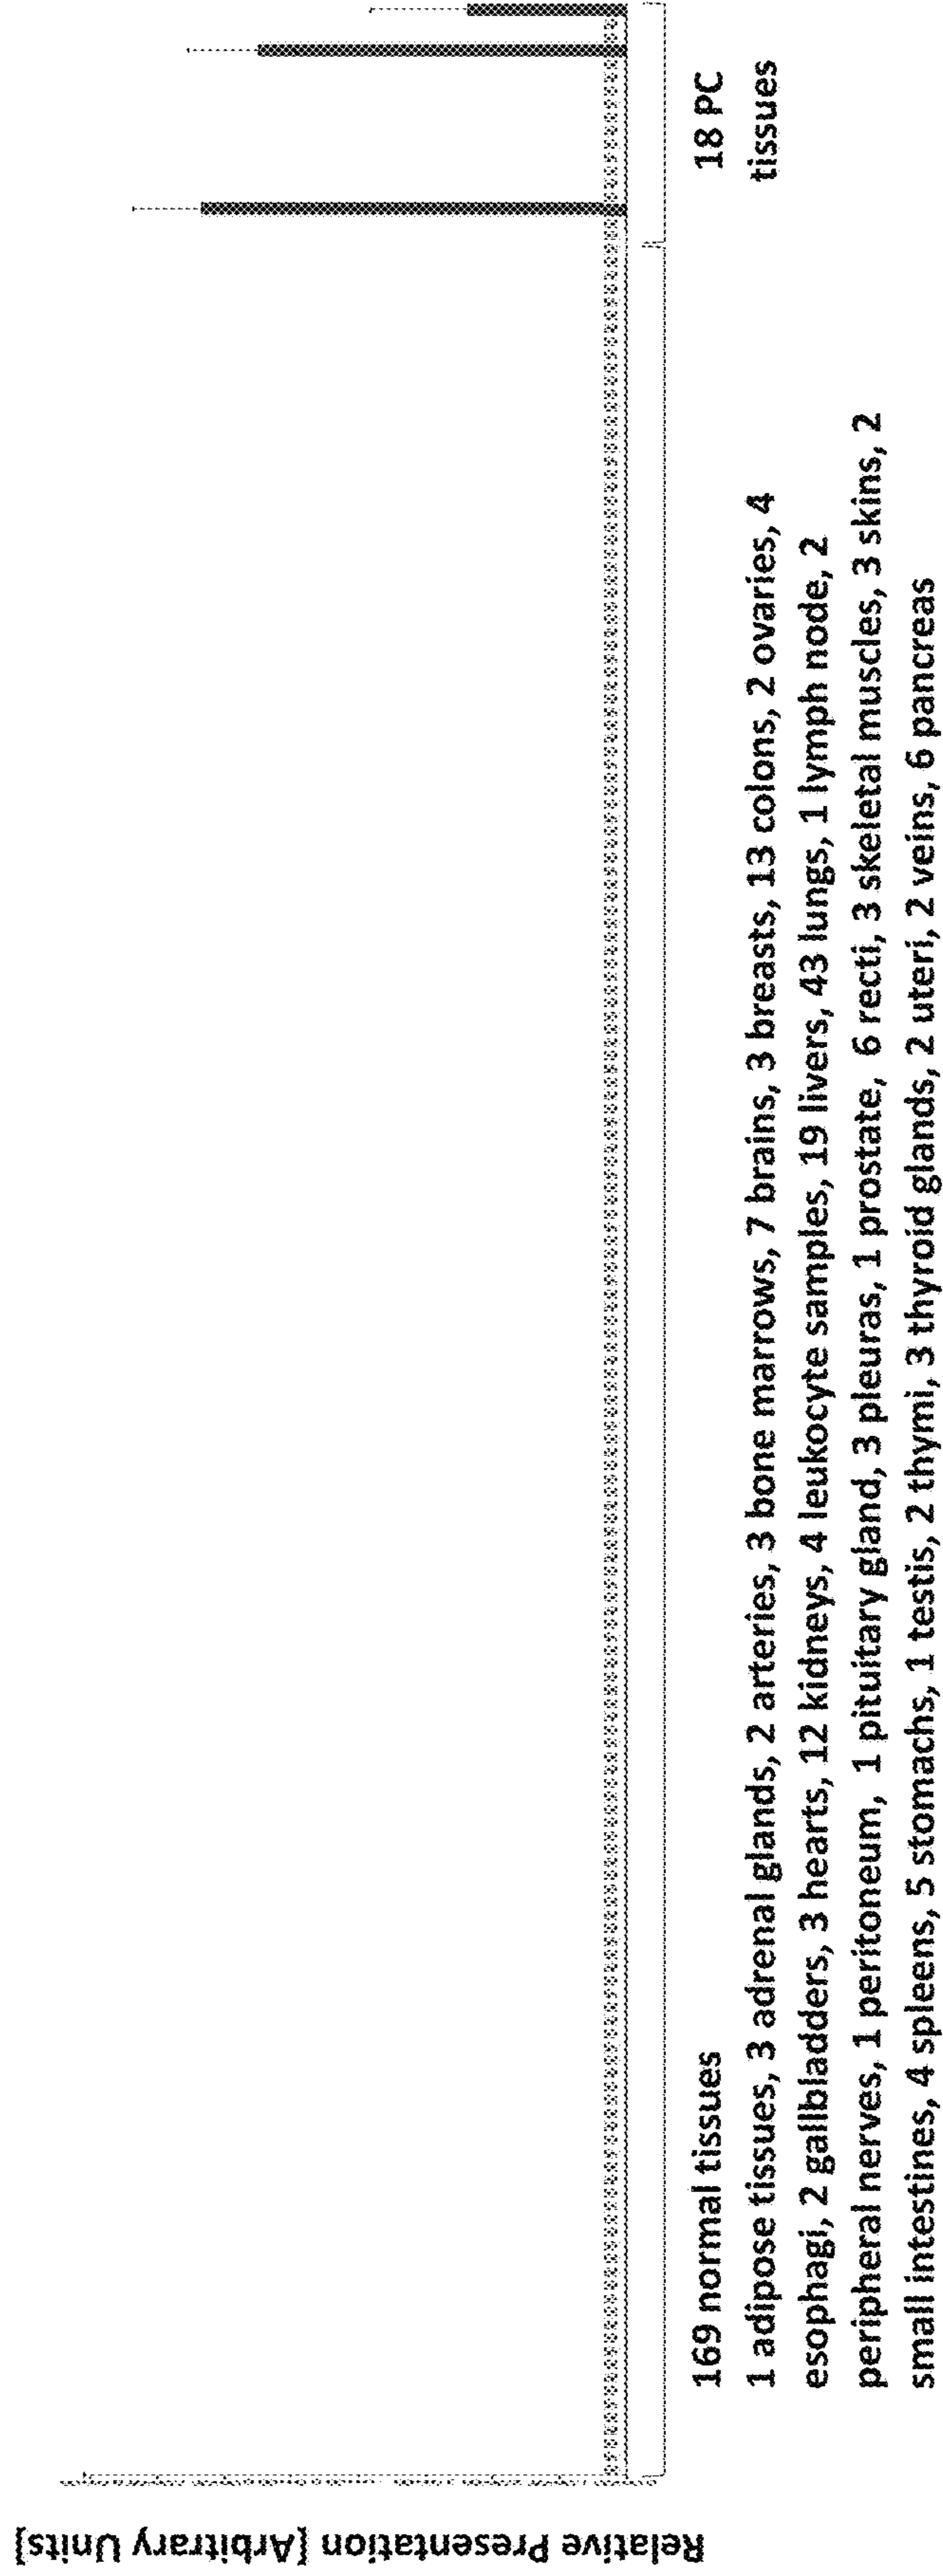 Relative Presentation [Arbitrary Units]
169 normal tissues
1 adipose tissues, 3 adrenal glands, 2 arteries, 3 bone marrows, 7 brains, 3 breasts, 13 colons, 2 ovaries, 4
esophagi, 2 gallbladders, 3 hearts, 12 kidneys, 4 leukocyte samples, 19 livers, 43 lungs, 1 lymph node, 2
peripheral nerves, 1 peritoneum, 1 pituitary gland, 3 pleuras, 1 prostate, 6 recti, 3 skeletal muscles, 3 skins, 2
small intestines, 4 spleens, 5 stomachs, 1 testis, 2 thymi, 3 thyroid glands, 2 uteri, 2 veins, 6 pancreas
18 PC
tissues